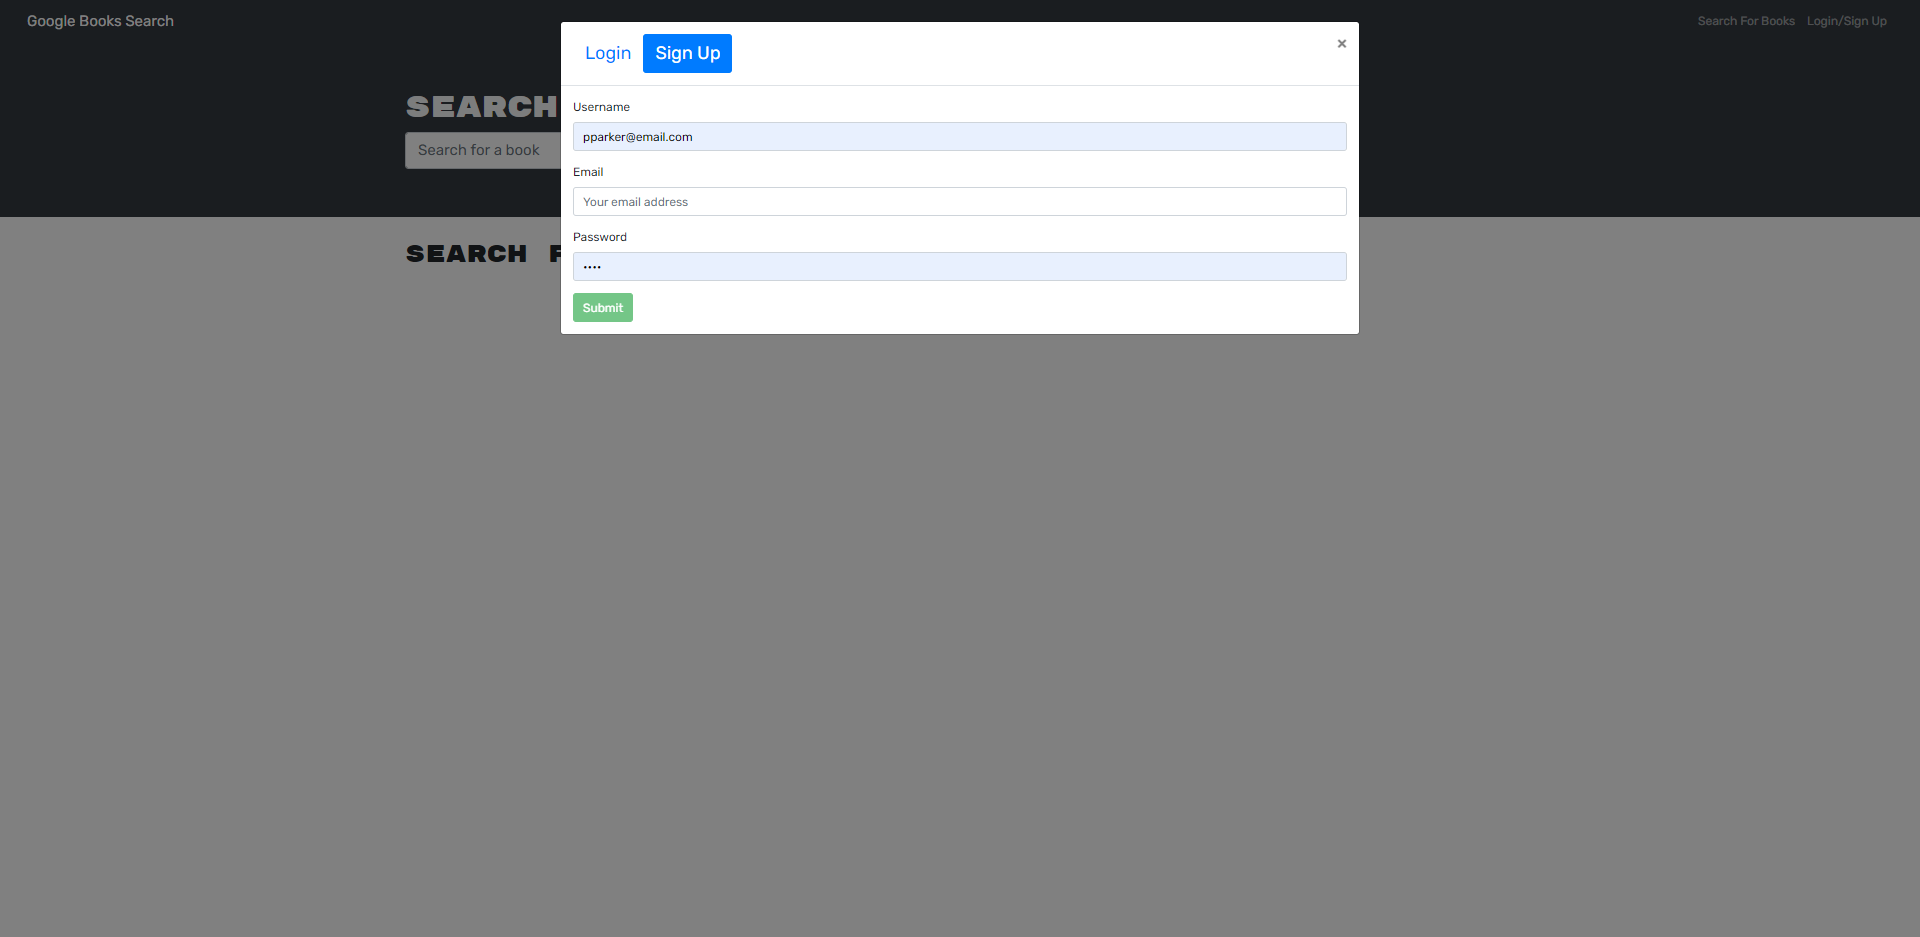 Google Books Search
Search For Books Login/Sign Up
Login Sign Up ×
SEARCH
Search for a book
Username
pparker@email.com
Email
Your email address
Password
••••
Submit
SEARCH